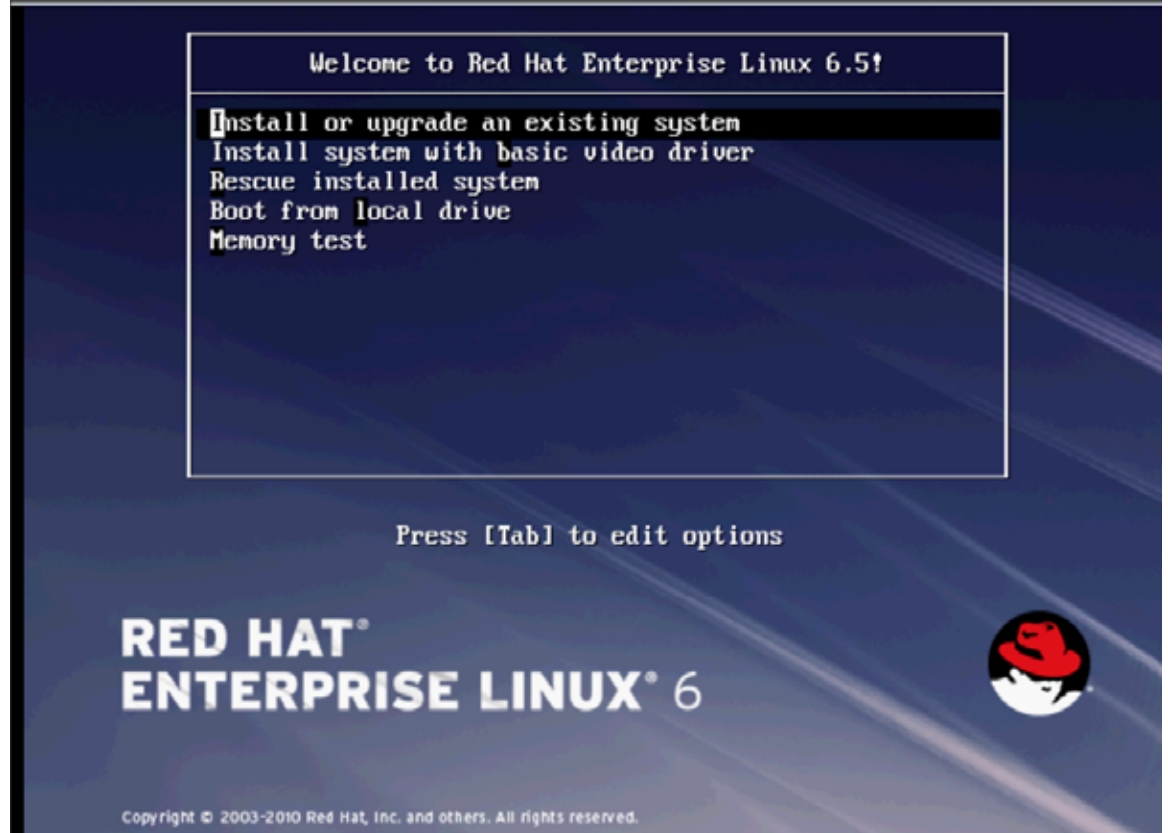 Welcome to Red Hat Enterprise Linux 6.5!
Install or upgrade an existing system
Install system with basic video driver
Rescue installed system
Boot from local drive
Memory test
Press [Tab] to edit options
RED HAT®
ENTERPRISE LINUX® 6
Copyright © 2003-2010 Red Hat, Inc. and others. All rights reserved.